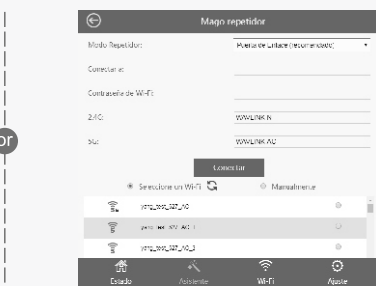 Mago repetidor
Modo Repetidor: Puerta de Enlace (recomendado)
Conectar a:
Contraseña de Wi-Fi:
2.4G: WAVLINK-N
5G: WAVLINK-AC
Conectar
Seleccione un Wi-Fi Manualmente
or
Estado Asistente Wi-Fi Ajuste